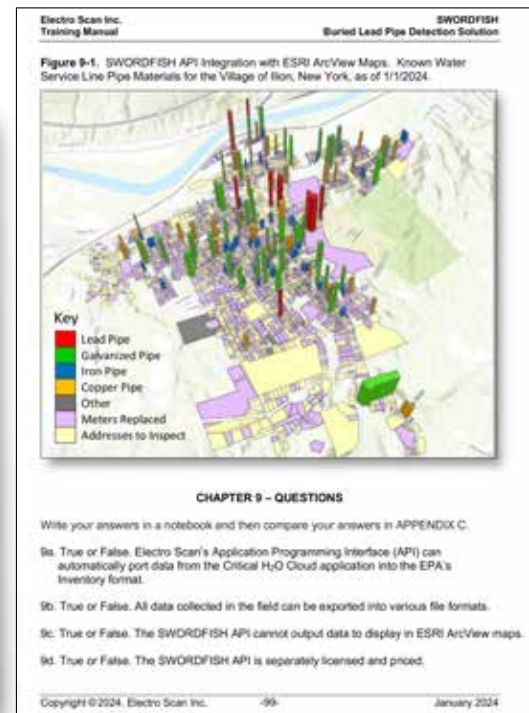 Electro Scan Inc.
SWORDFISH
Training Manual
Buried Lead Pipe Detection Solution
Figure 9-1. SWORDFISH API Integration with ESRI ArcView Maps. Known Water
Service Line Pipe Materials for the Village of Ilion, New York, as of 1/1/2024.
Key
Lead Pipe
Galvanized Pipe
Iron Pipe
Copper Pipe
Other
Meters Replaced
Addresses to Inspect
CHAPTER 9 – QUESTIONS
Write your answers in a notebook and then compare your answers in APPENDIX C.
9a. True or False. Electro Scan's Application Programming Interface (API) can
automatically port data from the Critical H₂O Cloud application into the EPA's
Inventory format.
9b. True or False. All data collected in the field can be exported into various file formats.
9c. True or False. The SWORDFISH API cannot output data to display in ESRI ArcView maps.
9d. True or False. The SWORDFISH API is separately licensed and priced.
Copyright © 2024. Electro Scan Inc.
-99-
January 2024